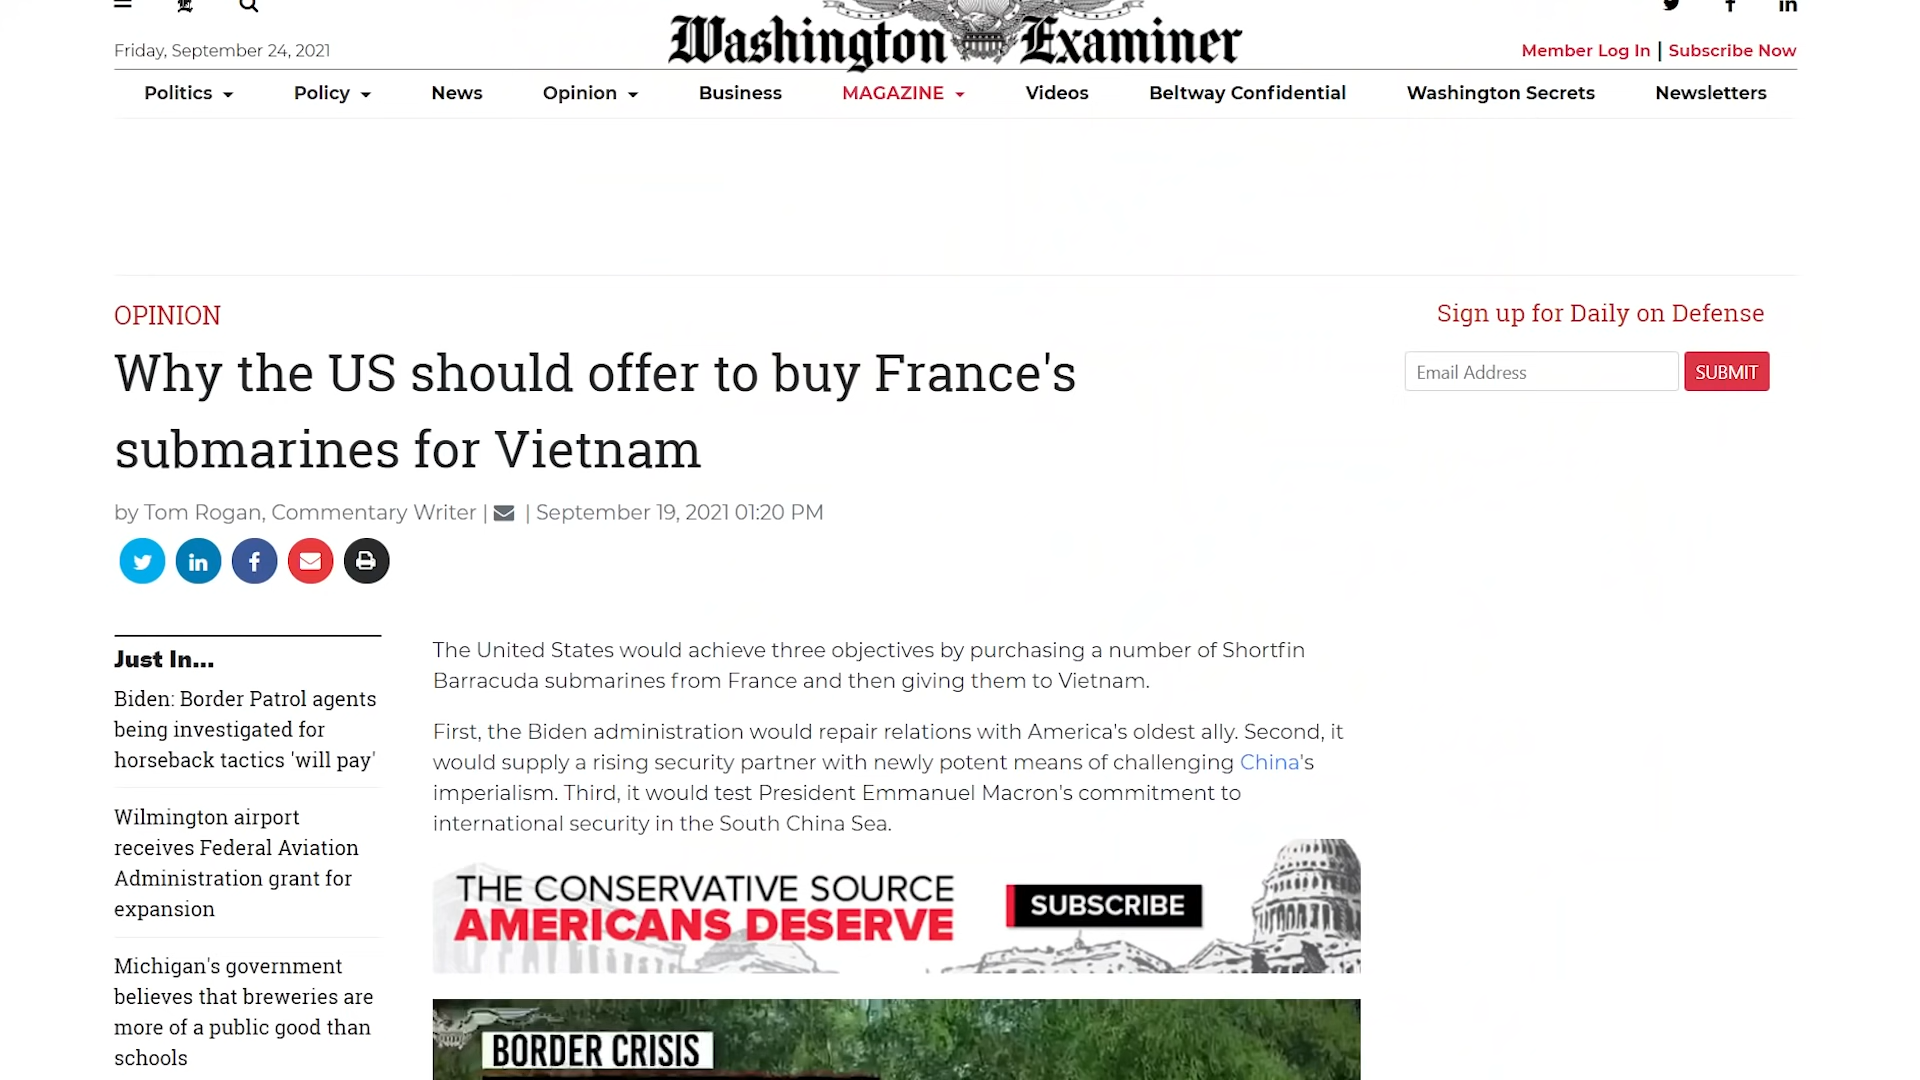 Friday, September 24, 2021
Washington Examiner
Member Log In | Subscribe Now
Politics
Policy
News
Opinion
Business
MAGAZINE
Videos
Beltway Confidential
Washington Secrets
Newsletters
OPINION
Why the US should offer to buy France's
submarines for Vietnam
by Tom Rogan, Commentary Writer | | September 19, 2021 01:20 PM
Sign up for Daily on Defense
Email Address
SUBMIT
Just In...
Biden: Border Patrol agents
being investigated for
horseback tactics 'will pay'
Wilmington airport
receives Federal Aviation
Administration grant for
expansion
Michigan's government
believes that breweries are
more of a public good than
schools
The United States would achieve three objectives by purchasing a number of Shortfin
Barracuda submarines from France and then giving them to Vietnam.
First, the Biden administration would repair relations with America's oldest ally. Second, it
would supply a rising security partner with newly potent means of challenging China's
imperialism. Third, it would test President Emmanuel Macron's commitment to
international security in the South China Sea.
THE CONSERVATIVE SOURCE
AMERICANS DESERVE
SUBSCRIBE
BORDER CRISIS